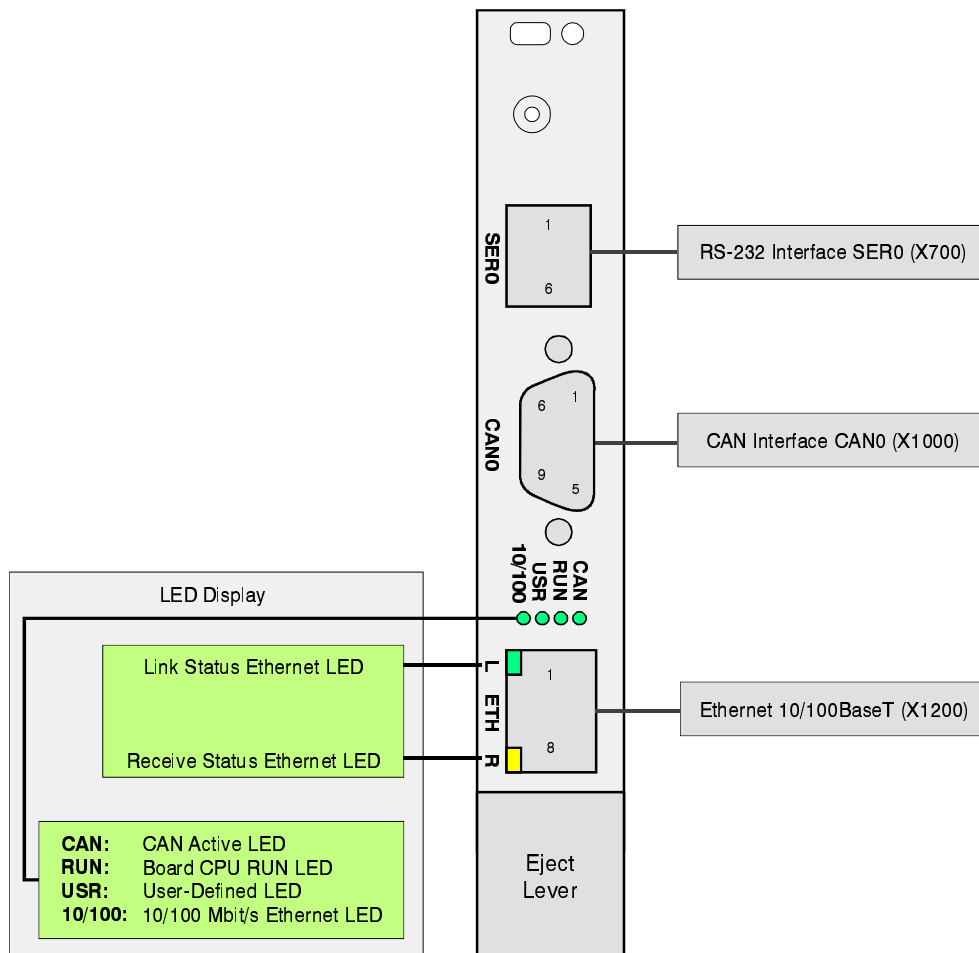 1
6
SER0
RS-232 Interface SER0 (X700)
6
1
9
5
CAN0
CAN Interface CAN0 (X1000)
10/100
USR
RUN
CAN
LED Display
Link Status Ethernet LED
Receive Status Ethernet LED
L
ETH
R
1
8
Ethernet 10/100BaseT (X1200)
CAN: CAN Active LED
RUN: Board CPU RUN LED
USR: User-Defined LED
10/100: 10/100 Mbit/s Ethernet LED
Eject
Lever